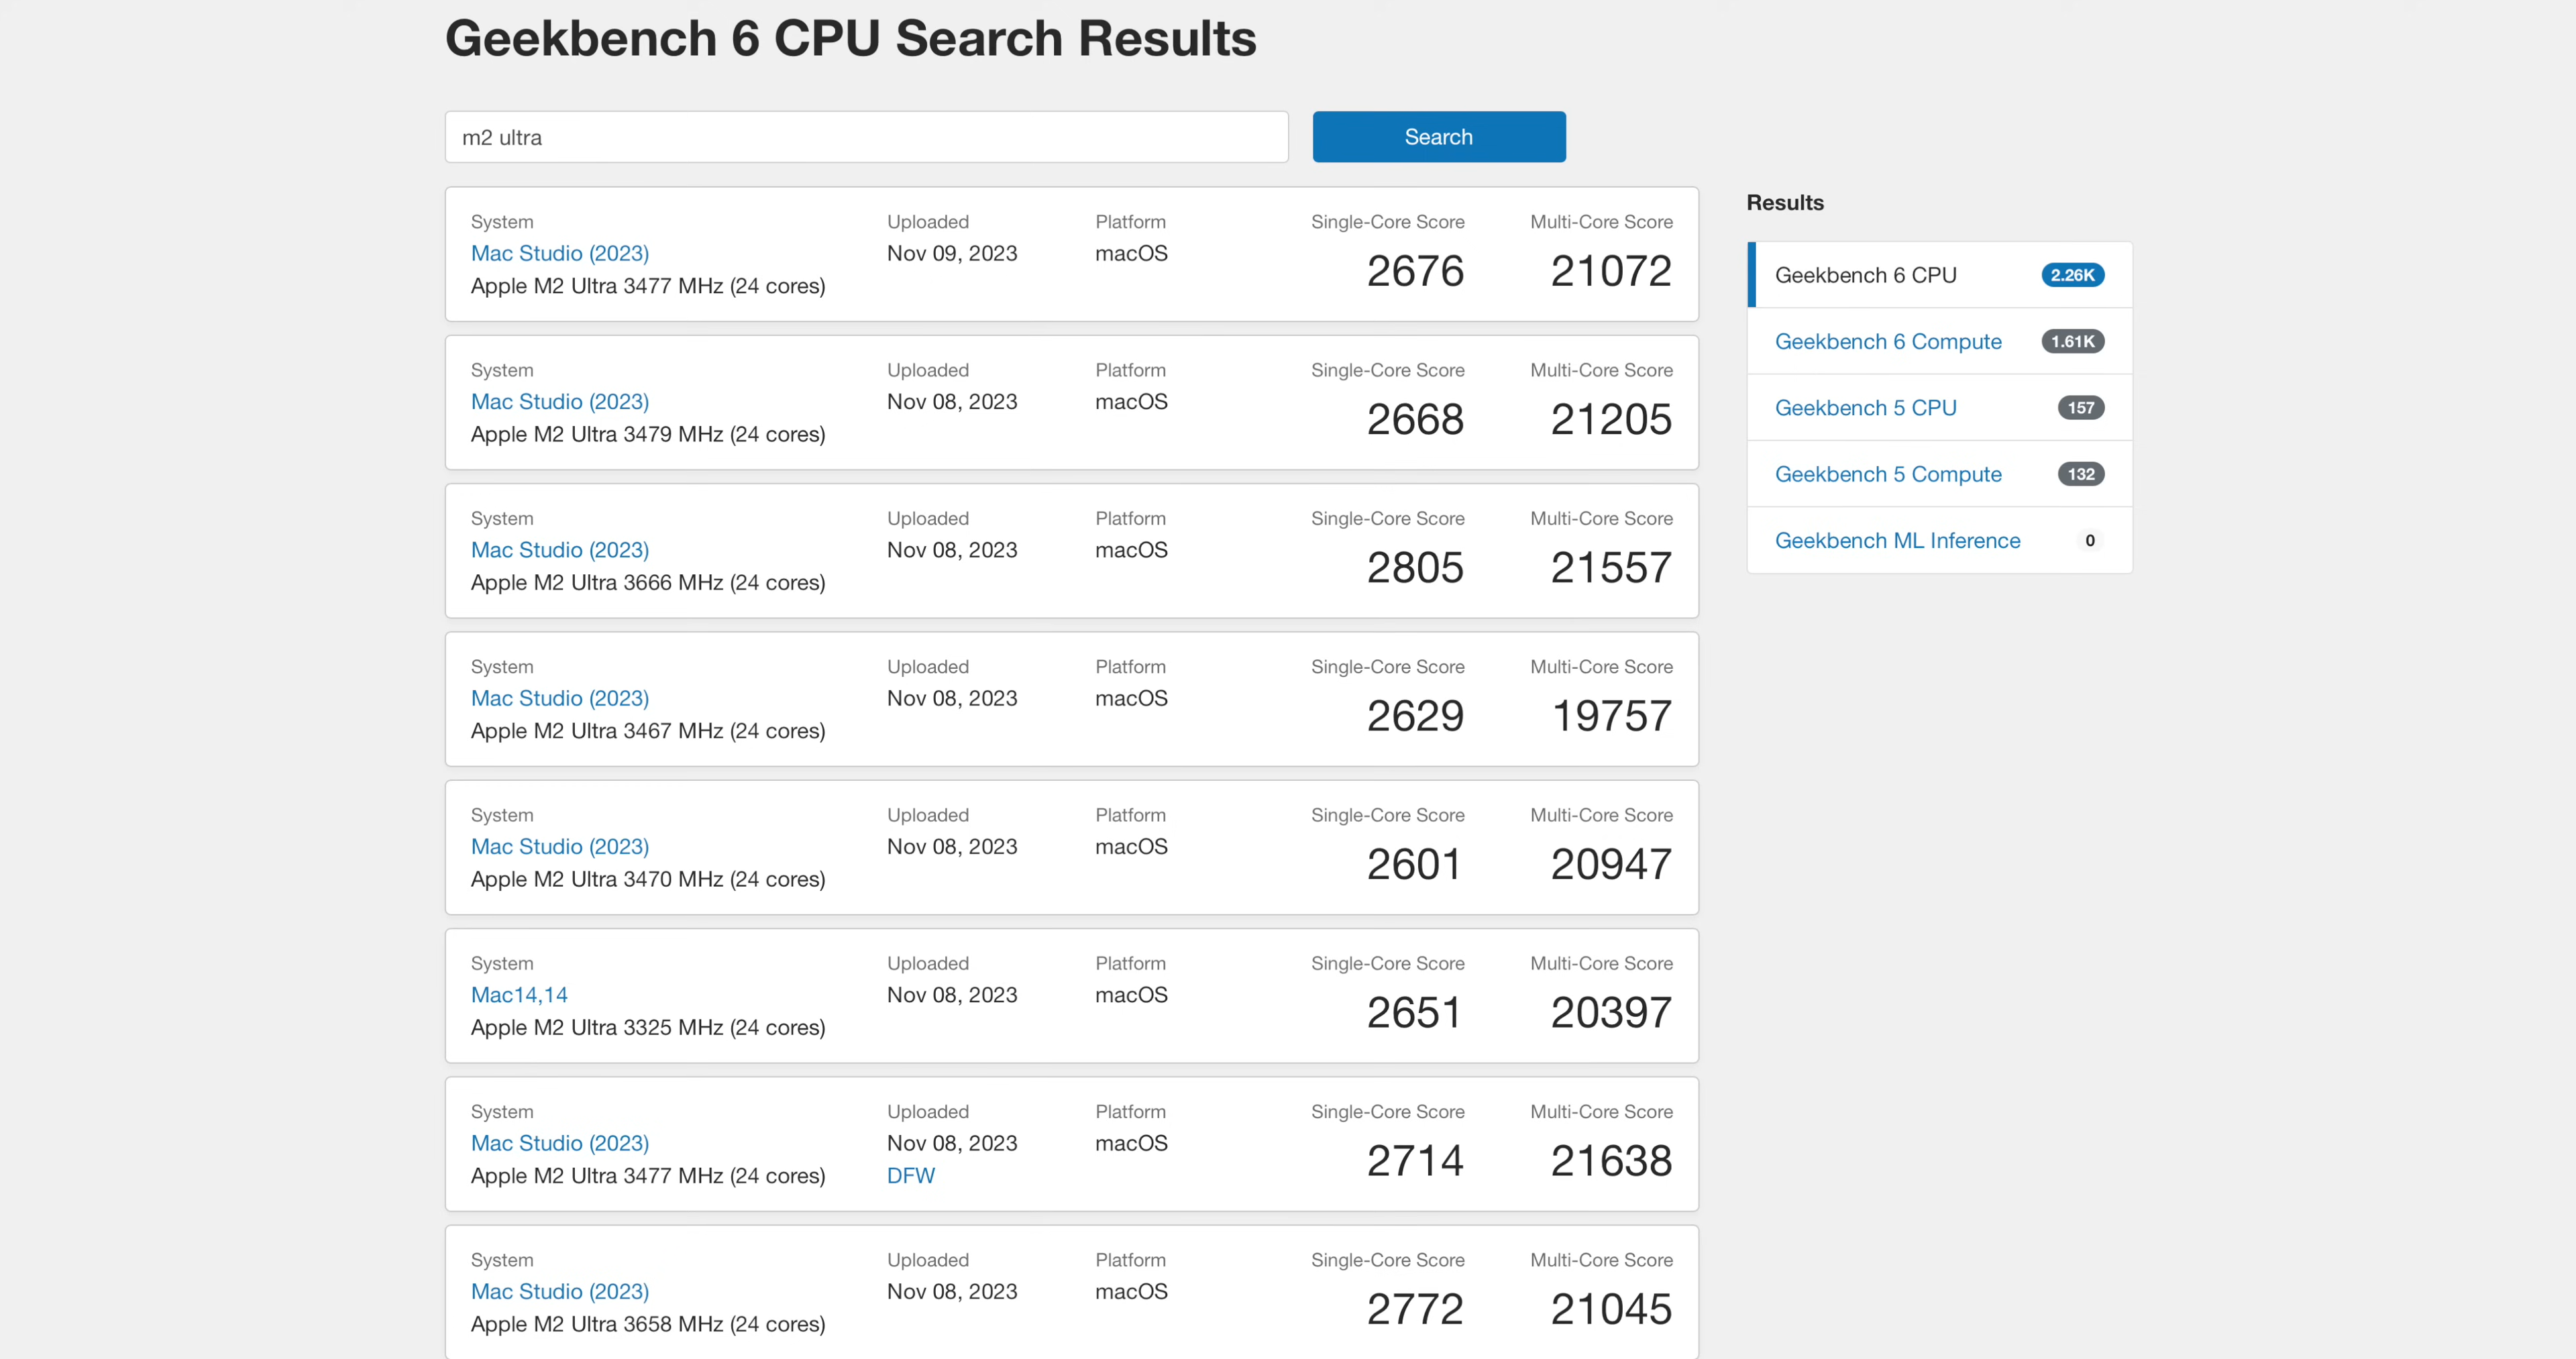 Geekbench 6 CPU Search Results
m2 ultra
Search
System
Mac Studio (2023)
Apple M2 Ultra 3477 MHz (24 cores)
Uploaded
Nov 09, 2023
Platform
macOS
Single-Core Score
2676
Multi-Core Score
21072
System
Mac Studio (2023)
Apple M2 Ultra 3479 MHz (24 cores)
Uploaded
Nov 08, 2023
Platform
macOS
Single-Core Score
2668
Multi-Core Score
21205
System
Mac Studio (2023)
Apple M2 Ultra 3666 MHz (24 cores)
Uploaded
Nov 08, 2023
Platform
macOS
Single-Core Score
2805
Multi-Core Score
21557
System
Mac Studio (2023)
Apple M2 Ultra 3467 MHz (24 cores)
Uploaded
Nov 08, 2023
Platform
macOS
Single-Core Score
2629
Multi-Core Score
19757
System
Mac Studio (2023)
Apple M2 Ultra 3470 MHz (24 cores)
Uploaded
Nov 08, 2023
Platform
macOS
Single-Core Score
2601
Multi-Core Score
20947
System
Mac14,14
Apple M2 Ultra 3325 MHz (24 cores)
Uploaded
Nov 08, 2023
Platform
macOS
Single-Core Score
2651
Multi-Core Score
20397
System
Mac Studio (2023)
Apple M2 Ultra 3477 MHz (24 cores)
Uploaded
Nov 08, 2023
DFW
Platform
macOS
Single-Core Score
2714
Multi-Core Score
21638
System
Mac Studio (2023)
Apple M2 Ultra 3658 MHz (24 cores)
Uploaded
Nov 08, 2023
Platform
macOS
Single-Core Score
2772
Multi-Core Score
21045
Results
Geekbench 6 CPU 2.26K
Geekbench 6 Compute 1.61K
Geekbench 5 CPU 157
Geekbench 5 Compute 132
Geekbench ML Inference 0